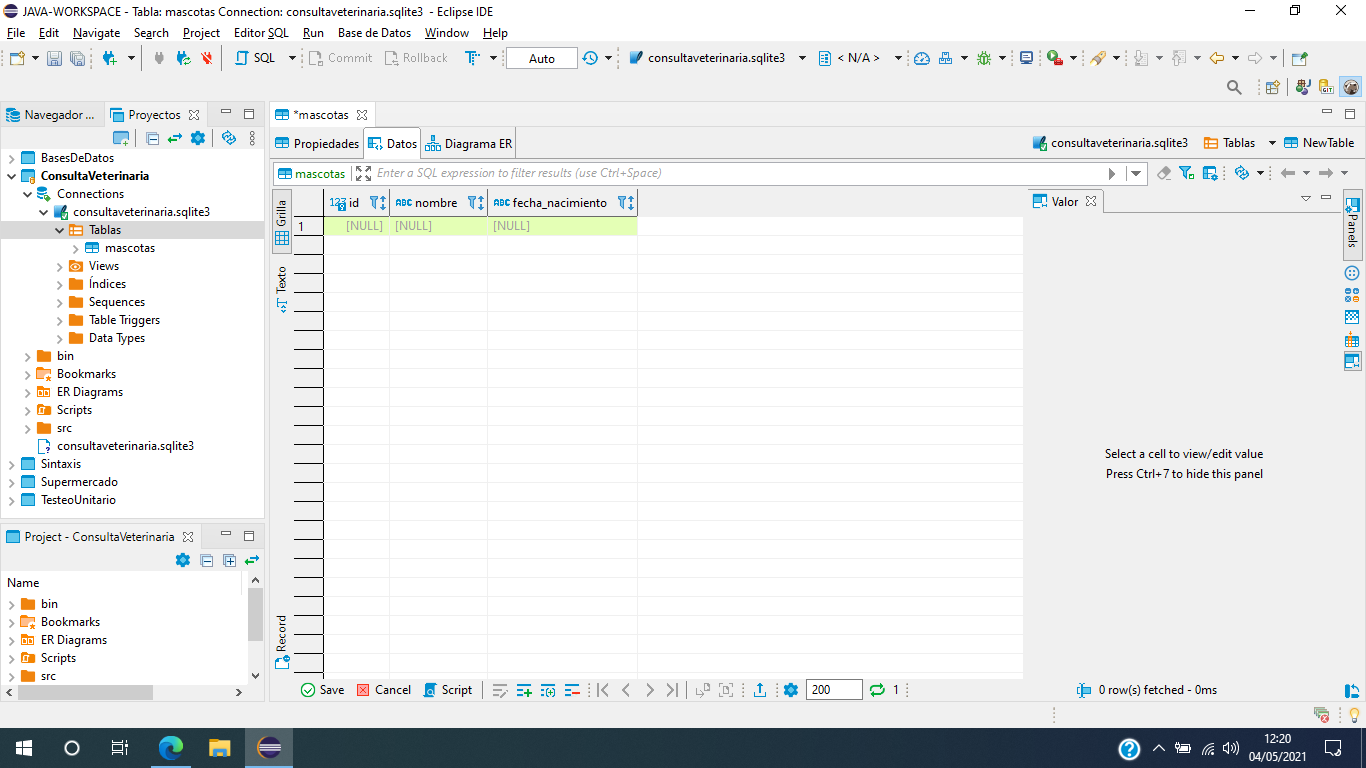 JAVA-WORKSPACE - Tabla: mascotas Connection: consultaveterinaria.sqlite3 - Eclipse IDE
File Edit Navigate Search Project Editor SQL Run Base de Datos Window Help
SQL Commit Rollback Auto consultaveterinaria.sqlite3 < N/A >
Navegador ... Proyectos
BasesDeDatos
ConsultaVeterinaria
Connections
consultaveterinaria.sqlite3
Tablas
mascotas
Views
Índices
Sequences
Table Triggers
Data Types
bin
Bookmarks
ER Diagrams
Scripts
src
consultaveterinaria.sqlite3
Sintaxis
Supermercado
TesteoUnitario
Project - ConsultaVeterinaria
Name
bin
Bookmarks
ER Diagrams
Scripts
src
*mascotas
Propiedades Datos Diagrama ER consultaveterinaria.sqlite3 Tablas NewTable
mascotas Enter a SQL expression to filter results (use Ctrl+Space)
Grilla
Texto
Record
123 id ABC nombre ABC fecha_nacimiento
1 [NULL] [NULL] [NULL]
Valor
Select a cell to view/edit value
Press Ctrl+7 to hide this panel
Panels
Save Cancel Script 200 1 0 row(s) fetched - 0ms
12:20
04/05/2021